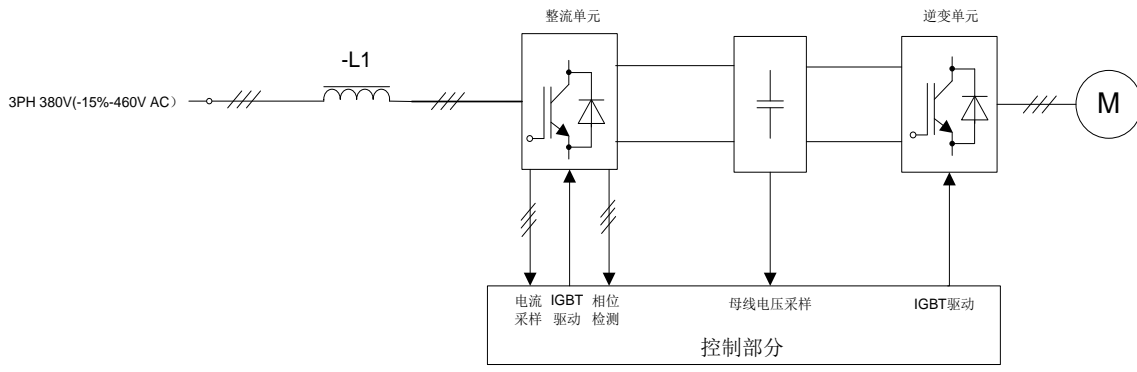 整流单元
逆变单元
-L1
3PH 380V(-15%-460V AC）
M
电流
采样
IGBT
驱动
相位
检测
母线电压采样
IGBT驱动
控制部分